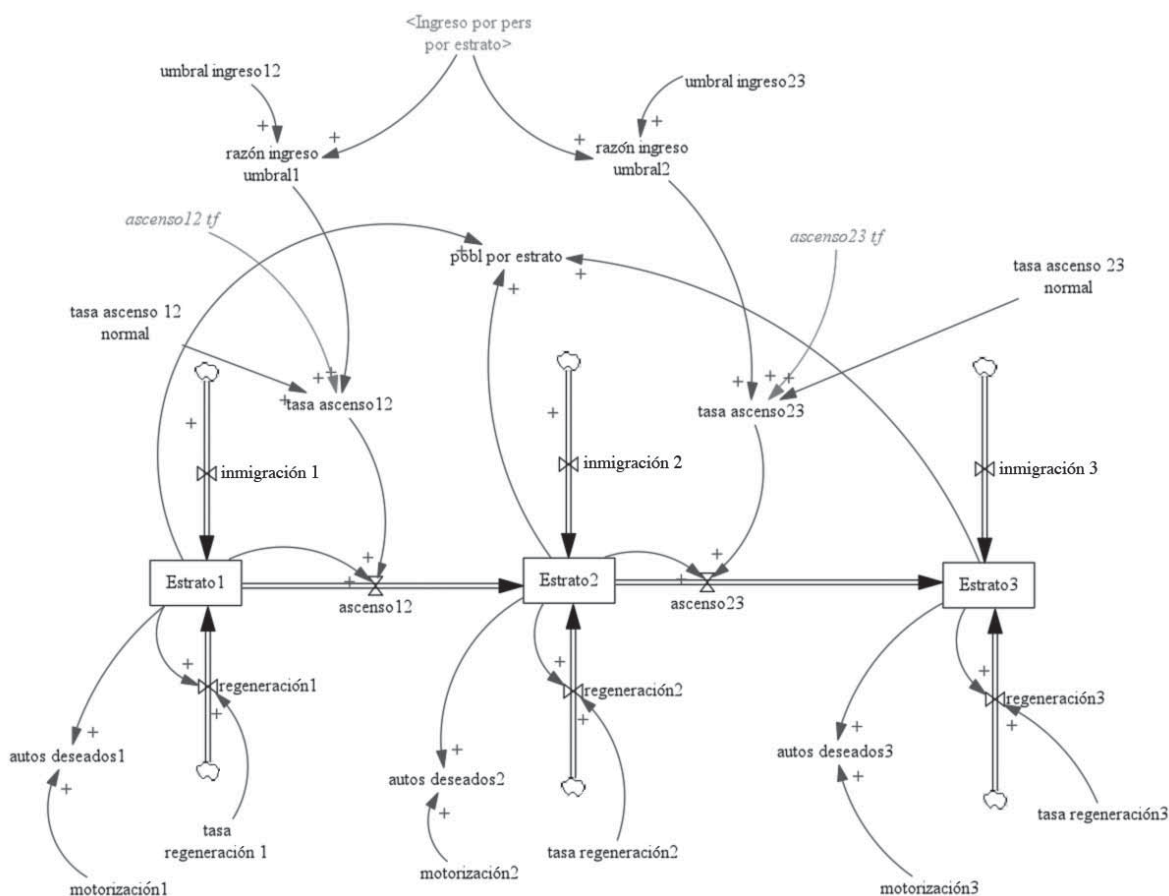 <Ingreso por pers
por estrato>
umbral ingreso12
umbral ingreso23
+
+
+
+
razón ingreso
umbral1
razón ingreso
umbral2
ascenso12 tf
ascenso23 tf
+
pobl por estrato
+
+
tasa ascenso 23
normal
tasa ascenso 12
normal
+
+
+
tasa ascenso12
+
+
+
tasa ascenso23
+
+
inmigración 1
inmigración 2
inmigración 3
+
+
+
+
Estrato1
Estrato2
Estrato3
ascenso12
ascenso23
+
+
+
regeneración1
regeneración2
regeneración3
+
+
+
+
+
+
autos deseados1
autos deseados2
autos deseados3
+
+
+
tasa
regeneración 1
tasa regeneración2
tasa regeneración3
motorización1
motorización2
motorización3